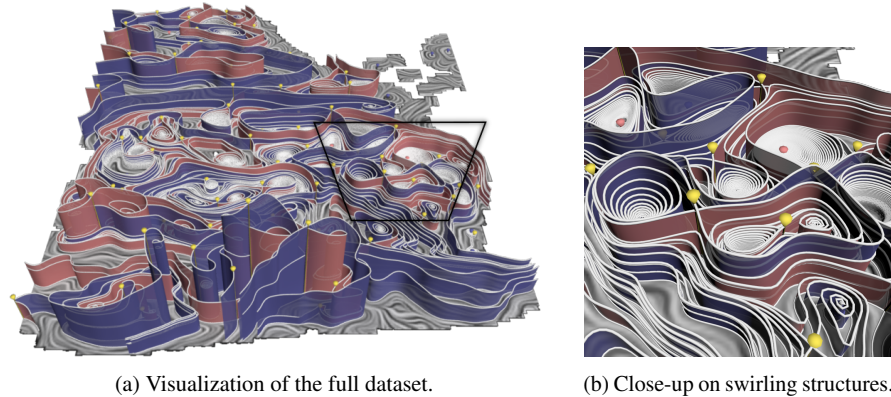 (a) Visualization of the full dataset.
(b) Close-up on swirling structures.